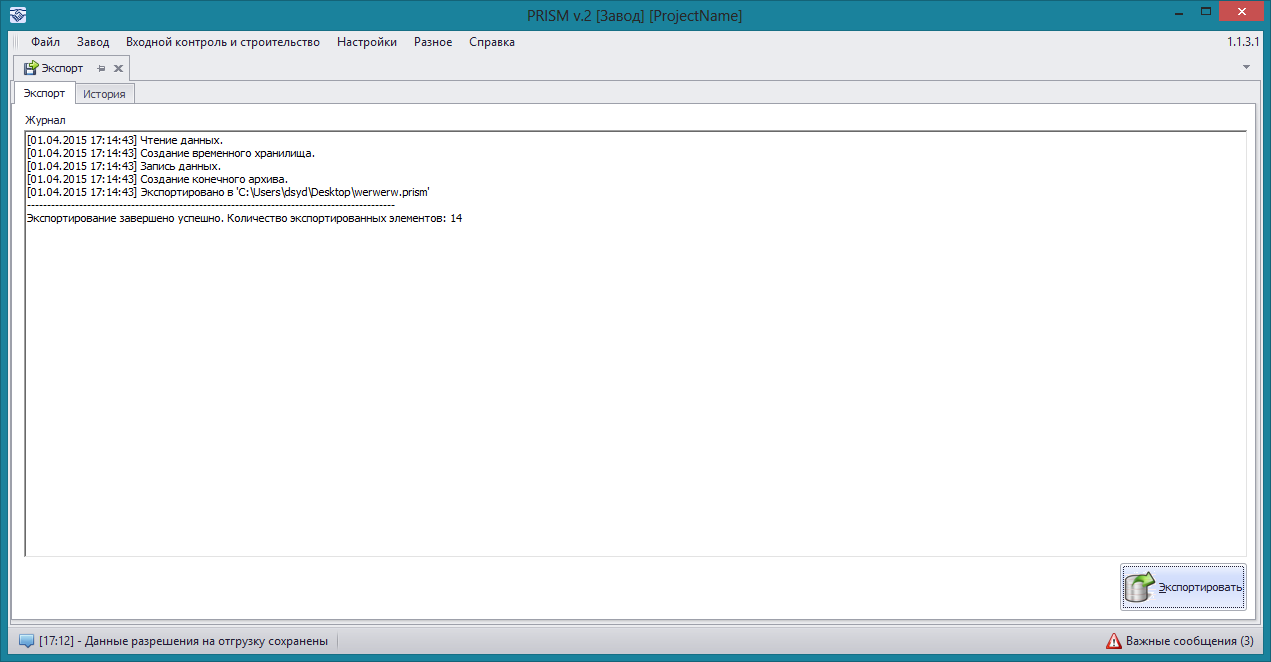 PRISM v.2 [Завод] [ProjectName]
Файл Завод Входной контроль и строительство Настройки Разное Справка 1.1.3.1
Экспорт
Экспорт История
Журнал
[01.04.2015 17:14:43] Чтение данных.
[01.04.2015 17:14:43] Создание временного хранилища.
[01.04.2015 17:14:43] Запись данных.
[01.04.2015 17:14:43] Создание конечного архива.
[01.04.2015 17:14:43] Экспортировано в 'C:\Users\dsyd\Desktop\werwerw.prism'
--------------------------------------------------------------------------------------------
Экспортирование завершено успешно. Количество экспортированных элементов: 14
Экспортировать
[17:12] - Данные разрешения на отгрузку сохранены Важные сообщения (3)